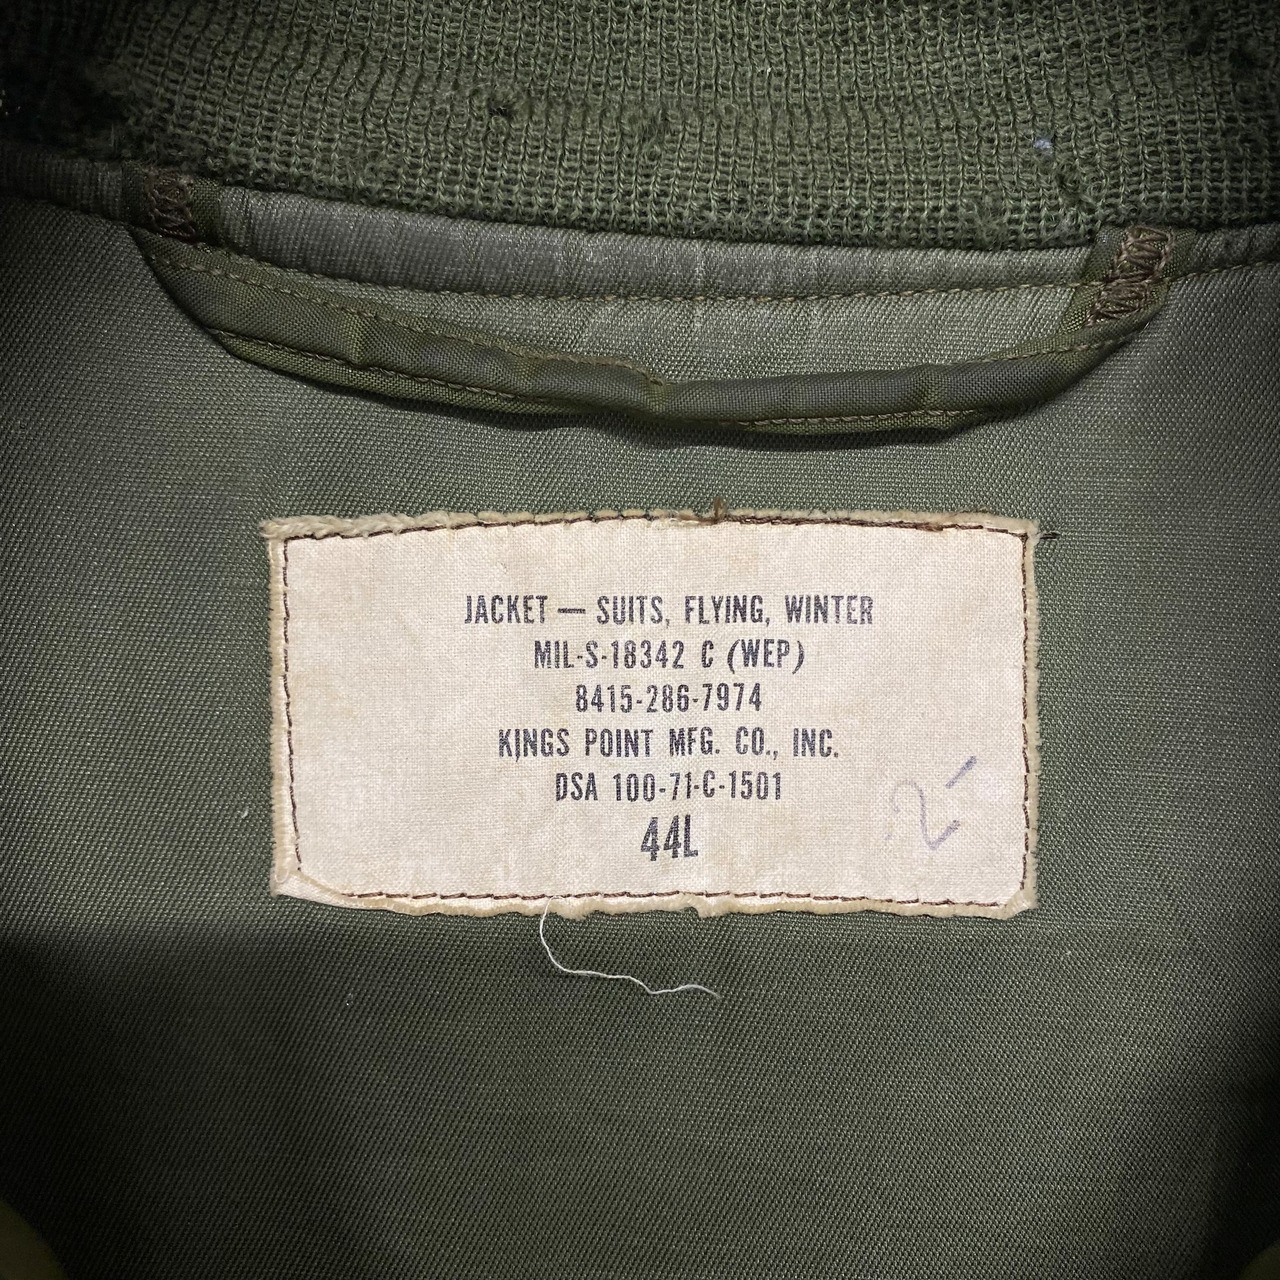 JACKET — SUITS, FLYING, WINTER
MIL-S-18342 C (WEP)
8415-286-7974
KINGS POINT MFG. CO., INC.
DSA 100-71-C-1501
44L
2-